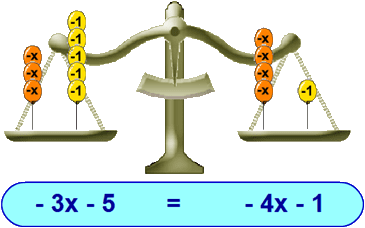 -1
-1 -x
-x -1 -x
-x -1 -x
-x -1 -x -1
- 3x - 5 = - 4x - 1